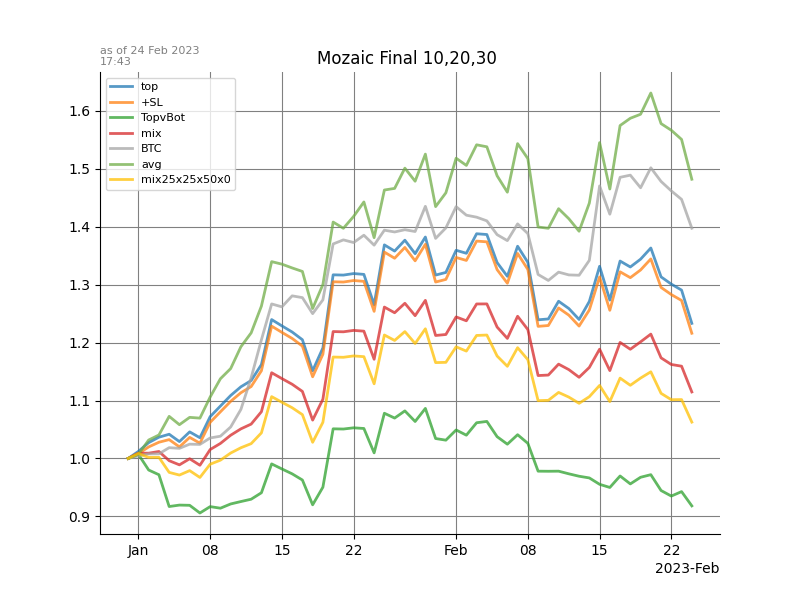 as of 24 Feb 2023
17:43
Mozaic Final 10,20,30
top
+SL
TopvBot
mix
BTC
avg
mix25x25x50x0
1.6
1.5
1.4
1.3
1.2
1.1
1.0
0.9
Jan 08 15 22 Feb 08 15 22
2023-Feb